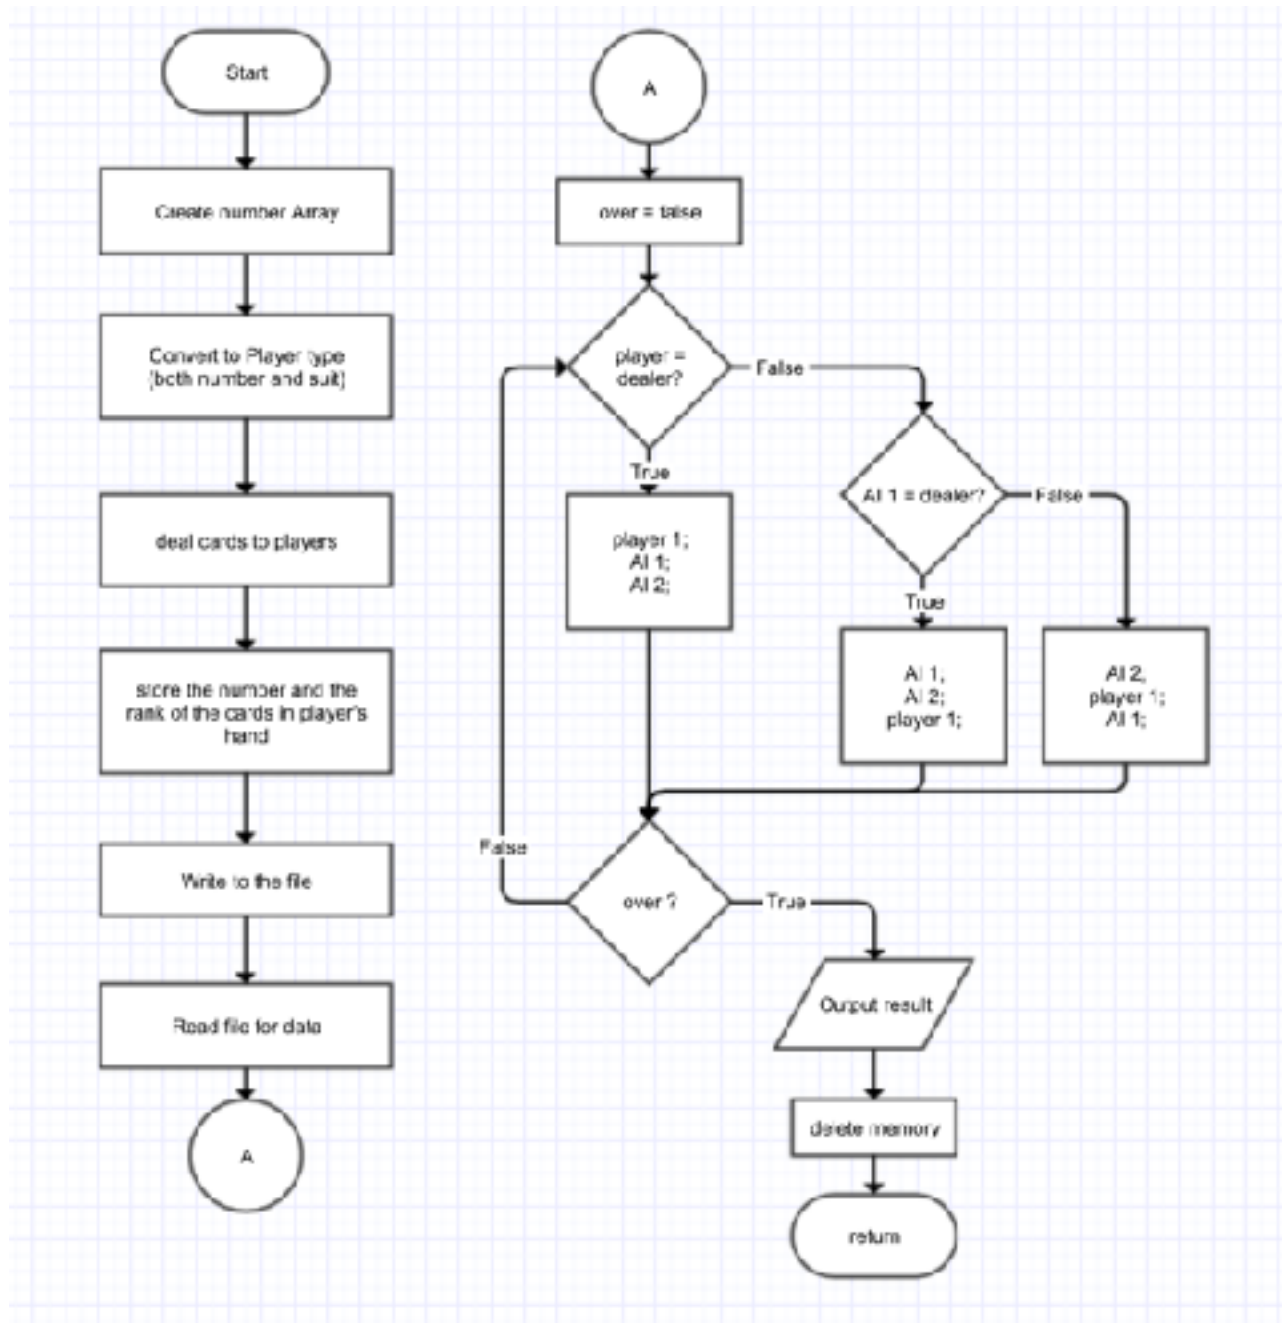 Start
Create number Array
Convert to Player type
(both number and suit)
deal cards to players
store the number and the
rank of the cards in player's
hand
Write to the file
Read file for data
A
A
over = false
player =
dealer?
False
True
player 1;
AI 1;
AI 2;
AI 1 = dealer?
False
True
AI 1;
AI 2;
player 1;
AI 2,
player 1;
AI 1;
False
over ?
True
Output result
delete memory
return